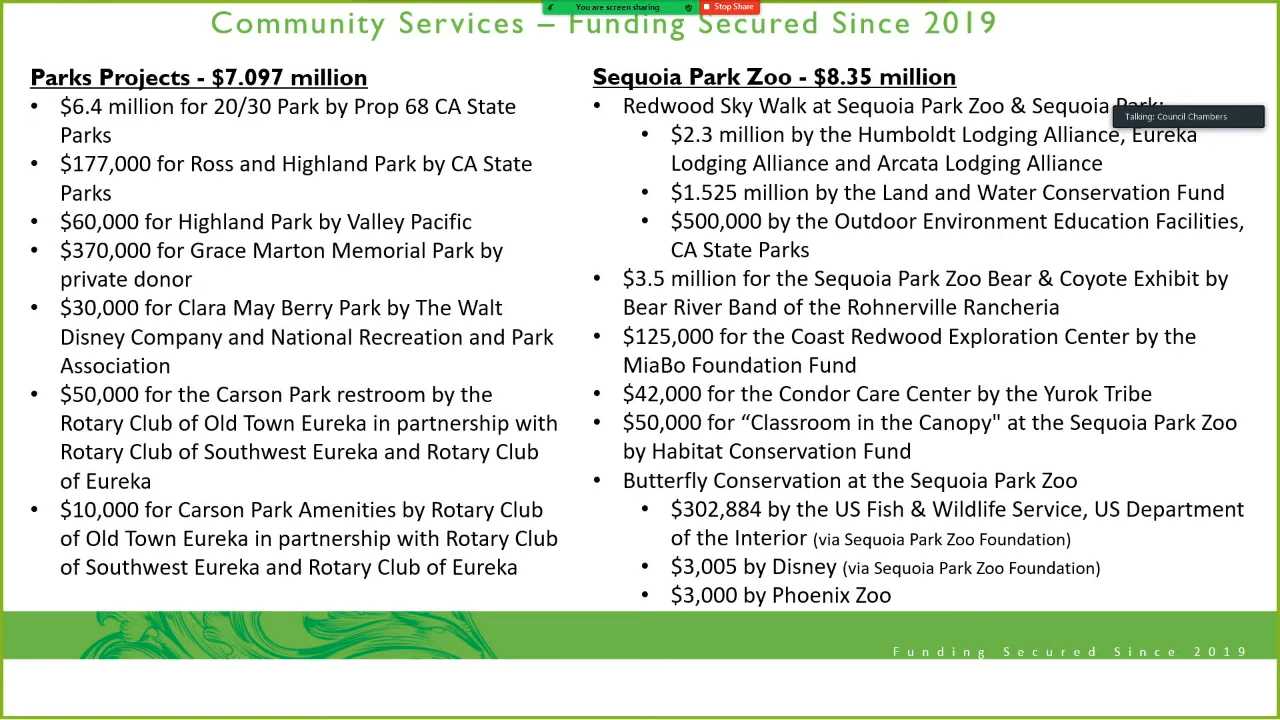 You are screen sharing
Stop Share
Community Services – Funding Secured Since 2019
Parks Projects - $7.097 million
• $6.4 million for 20/30 Park by Prop 68 CA State
Parks
• $177,000 for Ross and Highland Park by CA State
Parks
• $60,000 for Highland Park by Valley Pacific
• $370,000 for Grace Marton Memorial Park by
private donor
• $30,000 for Clara May Berry Park by The Walt
Disney Company and National Recreation and Park
Association
• $50,000 for the Carson Park restroom by the
Rotary Club of Old Town Eureka in partnership with
Rotary Club of Southwest Eureka and Rotary Club
of Eureka
• $10,000 for Carson Park Amenities by Rotary Club
of Old Town Eureka in partnership with Rotary Club
of Southwest Eureka and Rotary Club of Eureka
Sequoia Park Zoo - $8.35 million
• Redwood Sky Walk at Sequoia Park Zoo & Sequoia Park:
Talking: Council Chambers
• $2.3 million by the Humboldt Lodging Alliance, Eureka
Lodging Alliance and Arcata Lodging Alliance
• $1.525 million by the Land and Water Conservation Fund
• $500,000 by the Outdoor Environment Education Facilities,
CA State Parks
• $3.5 million for the Sequoia Park Zoo Bear & Coyote Exhibit by
Bear River Band of the Rohnerville Rancheria
• $125,000 for the Coast Redwood Exploration Center by the
MiaBo Foundation Fund
• $42,000 for the Condor Care Center by the Yurok Tribe
• $50,000 for “Classroom in the Canopy" at the Sequoia Park Zoo
by Habitat Conservation Fund
• Butterfly Conservation at the Sequoia Park Zoo
• $302,884 by the US Fish & Wildlife Service, US Department
of the Interior (via Sequoia Park Zoo Foundation)
• $3,005 by Disney (via Sequoia Park Zoo Foundation)
• $3,000 by Phoenix Zoo
Funding Secured Since 2019